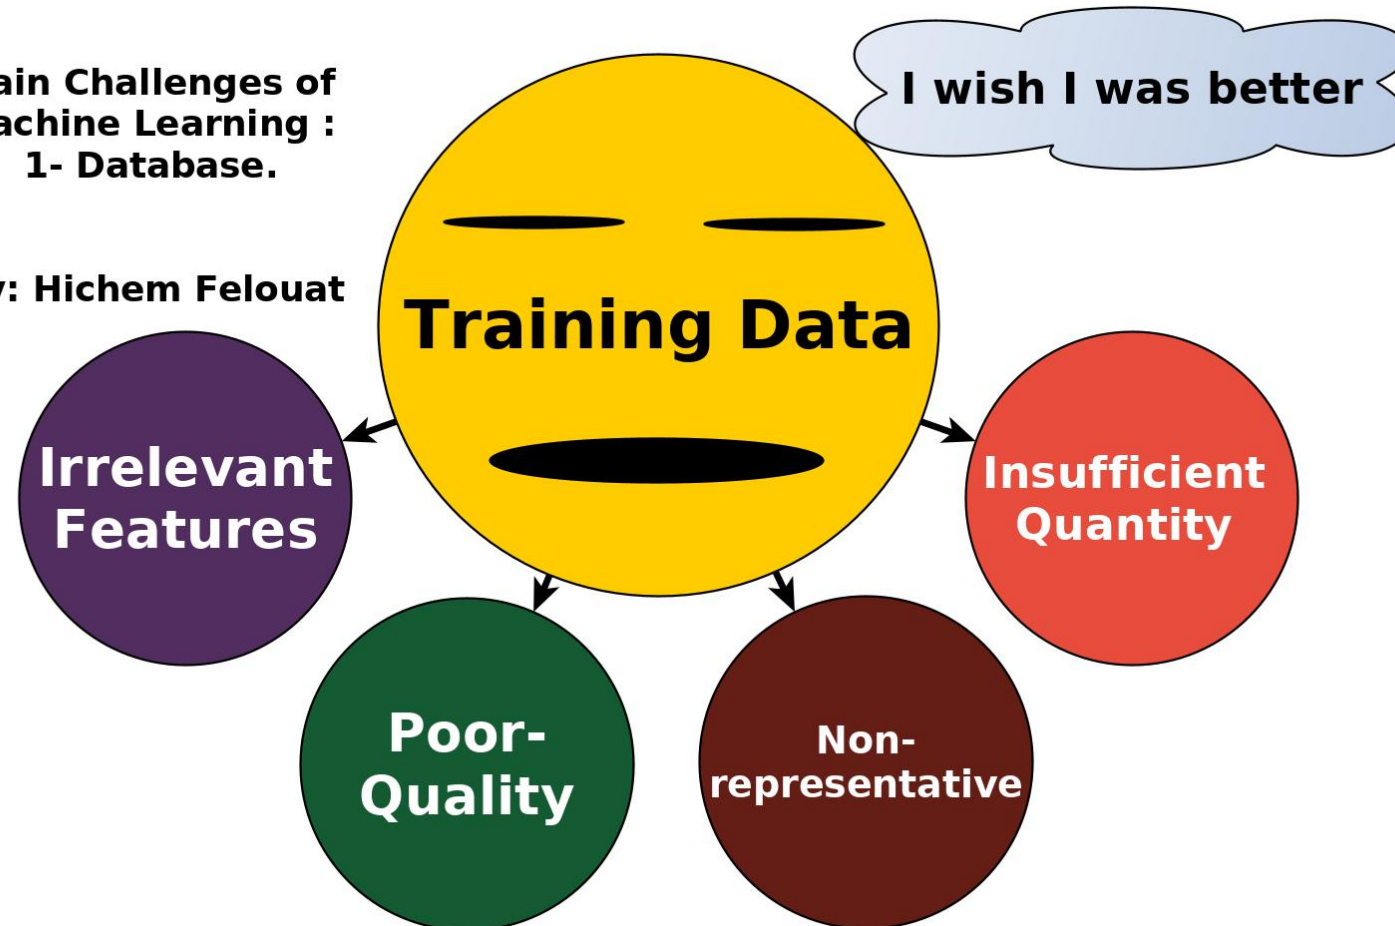 ain Challenges of
achine Learning :
1- Database.
I wish I was better
y: Hichem Felouat
Training Data
Irrelevant
Features
Insufficient
Quantity
Poor-
Quality
Non-
representative